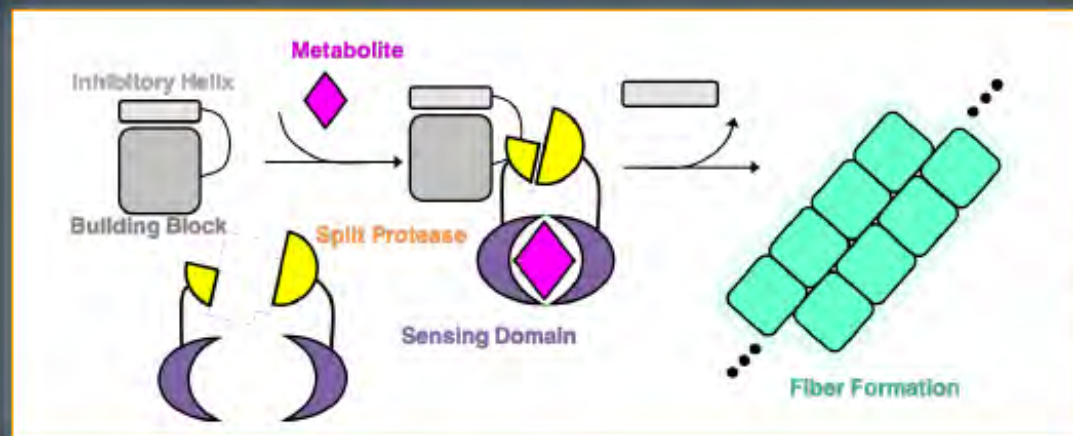 Metabolite
Inhibitory Helix
Building Block
Split Protease
Sensing Domain
Fiber Formation